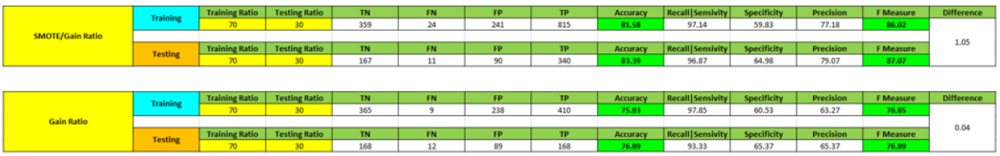 SMOTE/Gain Ratio
Training
Training Ratio Testing Ratio TN FN FP TP Accuracy Recall|Sensivity Specificity Precision F Measure Difference
70 30 359 24 241 815 81.58 97.14 59.83 77.18 86.02 1.05
Testing
Training Ratio Testing Ratio TN FN FP TP Accuracy Recall|Sensivity Specificity Precision F Measure
70 30 167 11 90 340 83.39 96.87 64.98 79.07 87.07
Gain Ratio
Training
Training Ratio Testing Ratio TN FN FP TP Accuracy Recall|Sensivity Specificity Precision F Measure Difference
70 30 365 9 238 410 75.83 97.85 60.53 63.27 76.85 0.04
Testing
Training Ratio Testing Ratio TN FN FP TP Accuracy Recall|Sensivity Specificity Precision F Measure
70 30 168 12 89 168 76.89 93.33 65.37 65.37 76.89